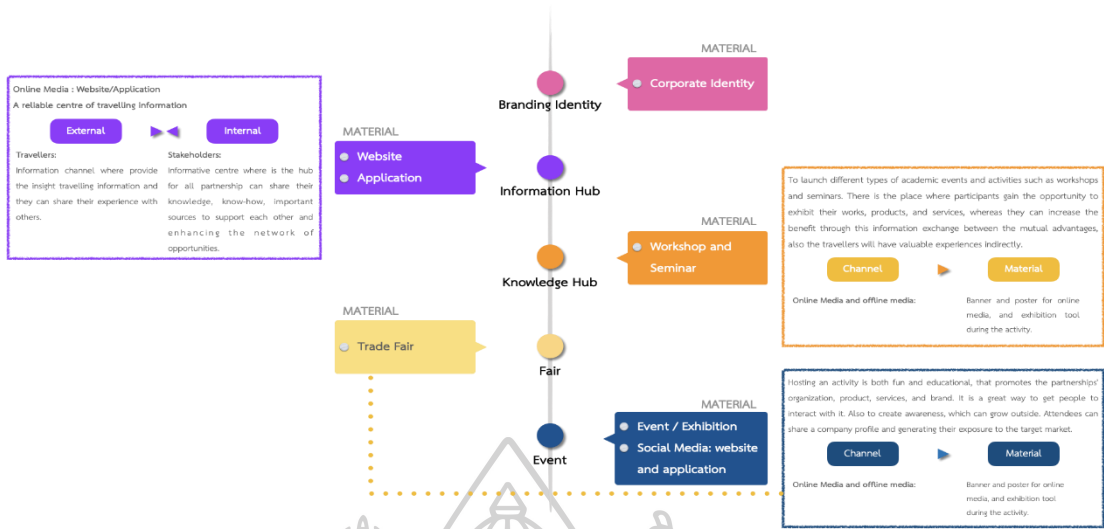 MATERIAL
Corporate Identity
Branding Identity
Online Media : Website/Application
A reliable centre of travelling information
External
Internal
Travellers:
Information channel where provide
the insight travelling information and
they can share their experience with
others.
Stakeholders:
Informative centre where is the hub
for all partnership can share their
knowledge, know-how, important
sources to support each other and
enhancing the network of
opportunities.
MATERIAL
Website
Application
Information Hub
MATERIAL
Workshop and
Seminar
Knowledge Hub
To launch different types of academic events and activities such as workshops
and seminars. There is the place where participants gain the opportunity to
exhibit their works, products, and services, whereas they can increase the
benefit through this information exchange between the mutual advantages,
also the travellers will have valuable experiences indirectly.
Channel
Material
Online Media and offline media:
Banner and poster for online
media, and exhibition tool
during the activity.
MATERIAL
Trade Fair
Fair
MATERIAL
Event / Exhibition
Social Media: website
and application
Event
Hosting an activity is both fun and educational, that promotes the partnerships'
organization, product, services, and brand. It is a great way to get people to
interact with it. Also to create awareness, which can grow outside. Attendees can
share a company profile and generating their exposure to the target market.
Channel
Material
Online Media and offline media:
Banner and poster for online
media, and exhibition tool
during the activity.